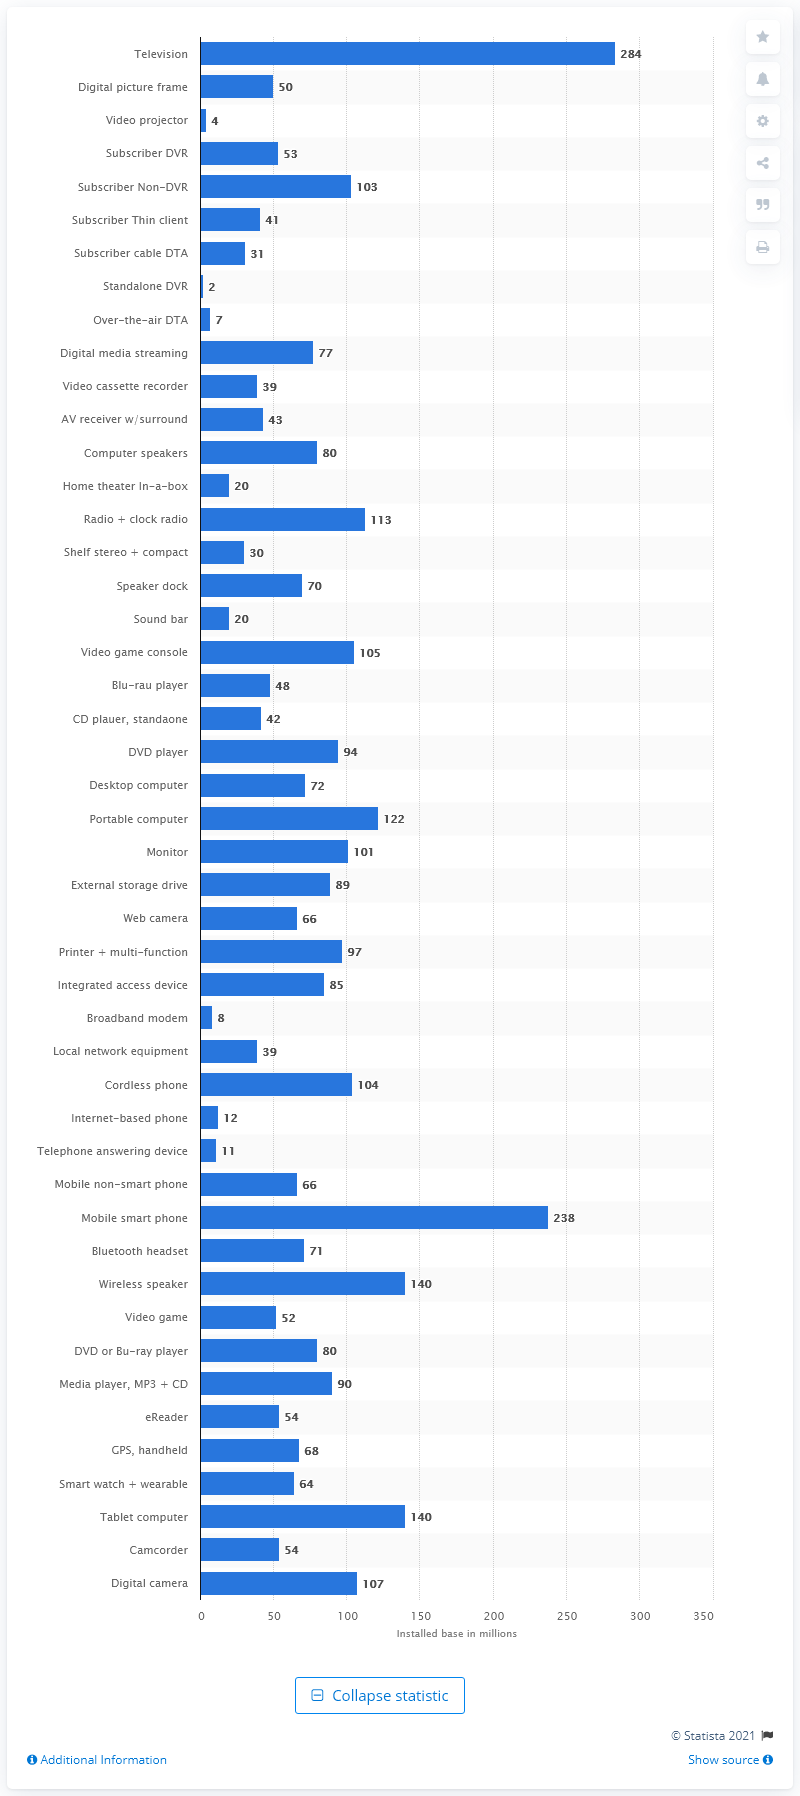 Television 284
Digital picture frame 50
Video projector 4
Subscriber DVR 53
Subscriber Non-DVR 103
Subscriber Thin client 41
Subscriber cable DTA 31
Standalone DVR 2
Over-the-air DTA 7
Digital media streaming 77
Video cassette recorder 39
AV receiver w/surround 43
Computer speakers 80
Home theater In-a-box 20
Radio + clock radio 113
Shelf stereo + compact 30
Speaker dock 70
Sound bar 20
Video game console 105
Blu-rau player 48
CD plauer, standaone 42
DVD player 94
Desktop computer 72
Portable computer 122
Monitor 101
External storage drive 89
Web camera 66
Printer + multi-function 97
Integrated access device 85
Broadband modem 8
Local network equipment 39
Cordless phone 104
Internet-based phone 12
Telephone answering device 11
Mobile non-smart phone 66
Mobile smart phone 238
Bluetooth headset 71
Wireless speaker 140
Video game 52
DVD or Bu-ray player 80
Media player, MP3 + CD 90
eReader 54
GPS, handheld 68
Smart watch + wearable 64
Tablet computer 140
Camcorder 54
Digital camera 107
0 50 100 150 200 250 300 350
Installed base in millions
Collapse statistic
© Statista 2021
Additional Information Show source